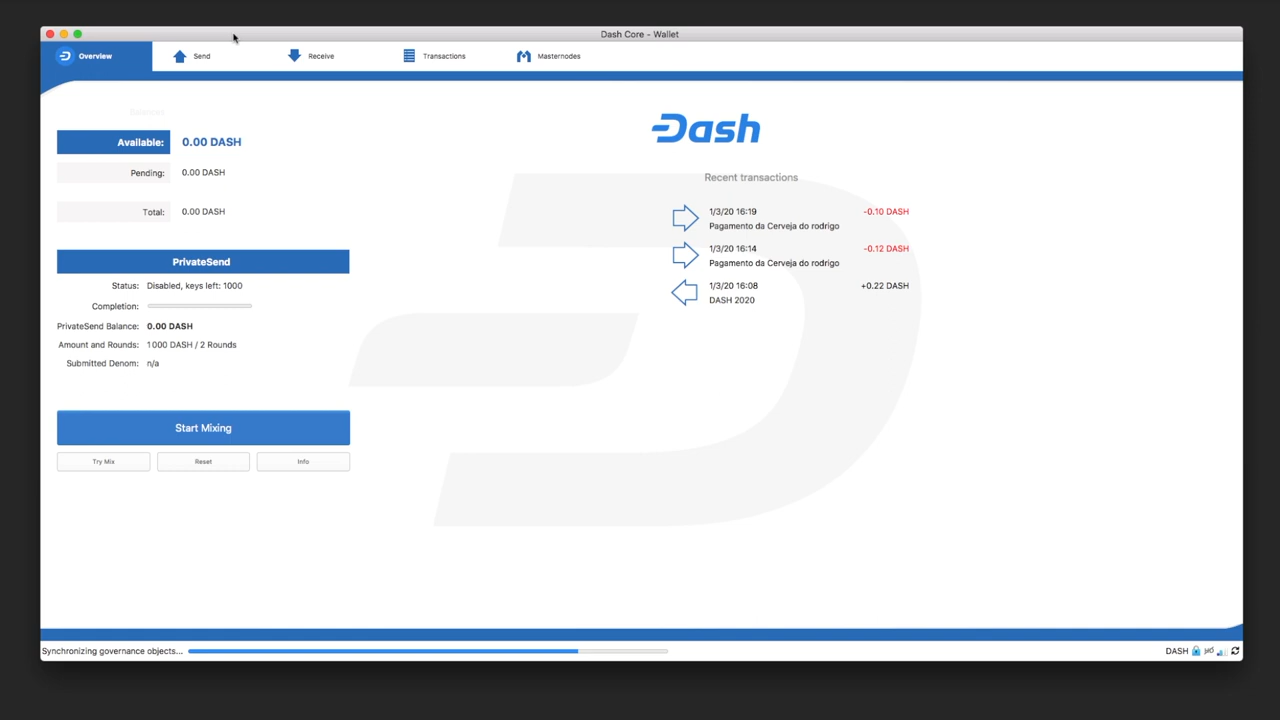 Dash Core - Wallet
Overview
Send
Receive
Transactions
Masternodes
Balances
Available: 0.00 DASH
Pending: 0.00 DASH
Total: 0.00 DASH
PrivateSend
Status: Disabled, keys left: 1000
Completion:
PrivateSend Balance: 0.00 DASH
Amount and Rounds: 1000 DASH / 2 Rounds
Submitted Denom: n/a
Start Mixing
Try Mix
Reset
Info
Dash
Recent transactions
1/3/20 16:19 -0.10 DASH
Pagamento da Cerveja do rodrigo
1/3/20 16:14 -0.12 DASH
Pagamento da Cerveja do rodrigo
1/3/20 16:08 +0.22 DASH
DASH 2020
Synchronizing governance objects...
DASH